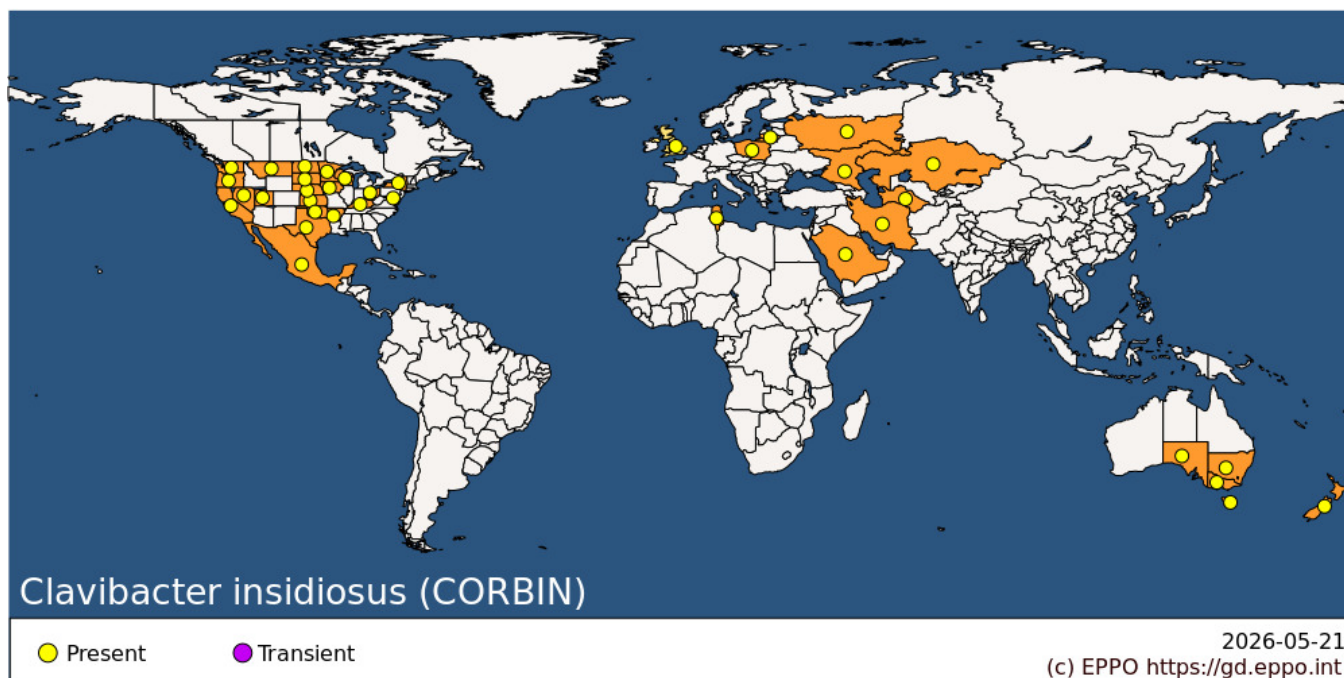 Clavibacter insidiosus (CORBIN)
Present
Transient
2026-05-21
(c) EPPO https://gd.eppo.int